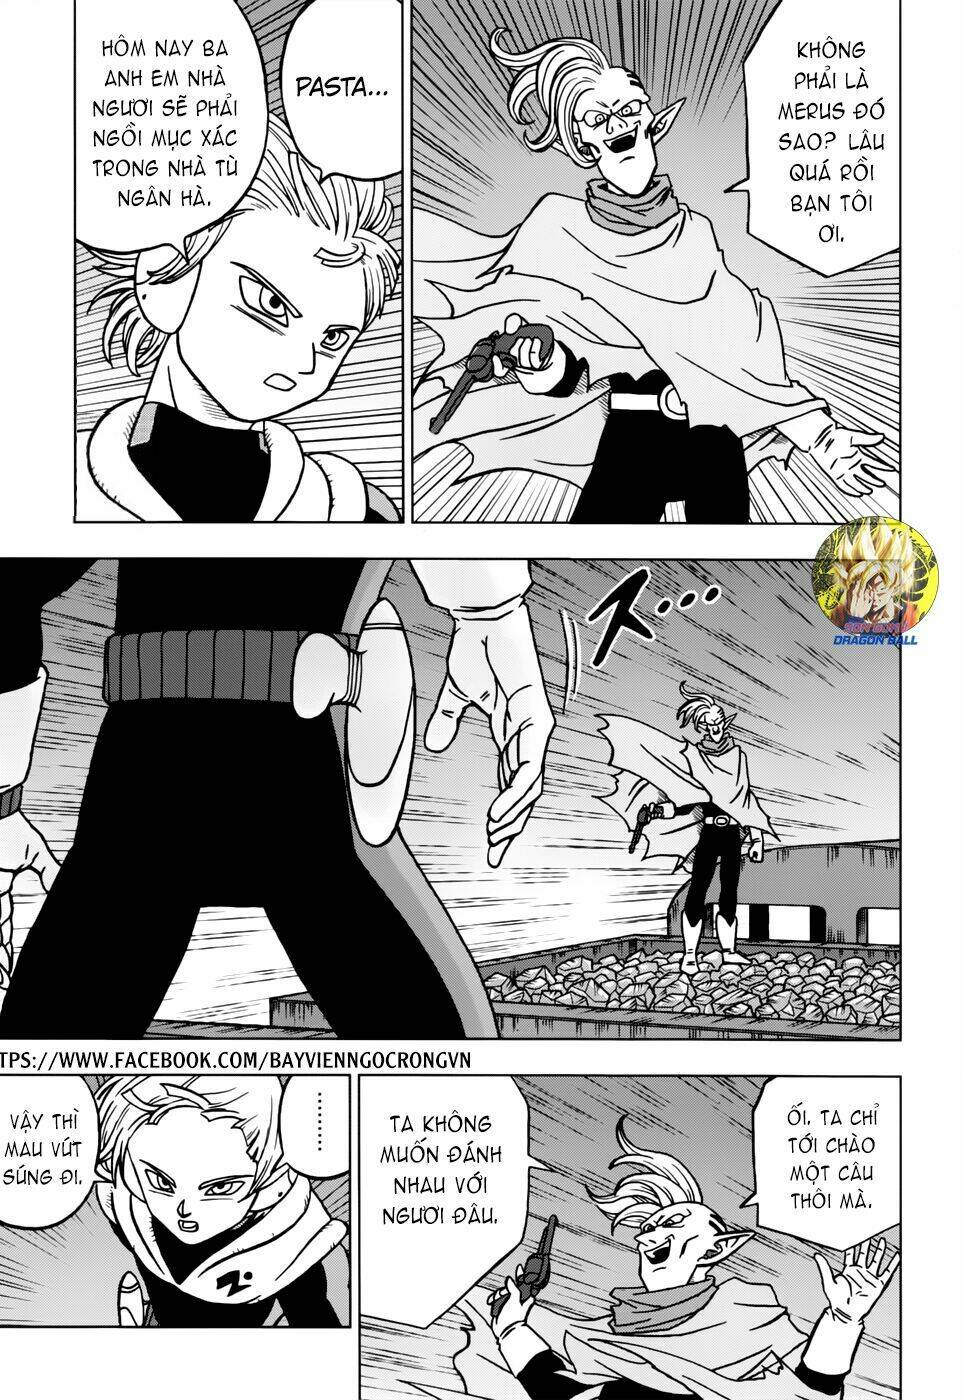 KHÔNG
PHẢI LÀ
MERUS ĐÓ
SAO? LÂU
QUÁ RỒI
BẠN TÔI
ƠI.
PASTA...
HÔM NAY BA
ANH EM NHÀ
NGƯƠI SẼ PHẢI
NGỒI MỤC XÁC
TRONG NHÀ TÙ
NGÂN HÀ.
ス...
DRAGON BALL
TPS://WWW.FACEBOOK.COM/BAYVIENNGOCRONGVN
ỐI. TA CHỈ
TỚI CHÀO
MỘT CÂU
THÔI MÀ.
TA KHÔNG
MUỐN ĐÁNH
NHAU VỚI
NGƯƠI ĐÂU.
.........
VẬY THÌ
MAU VỨT
SÚNG ĐI.